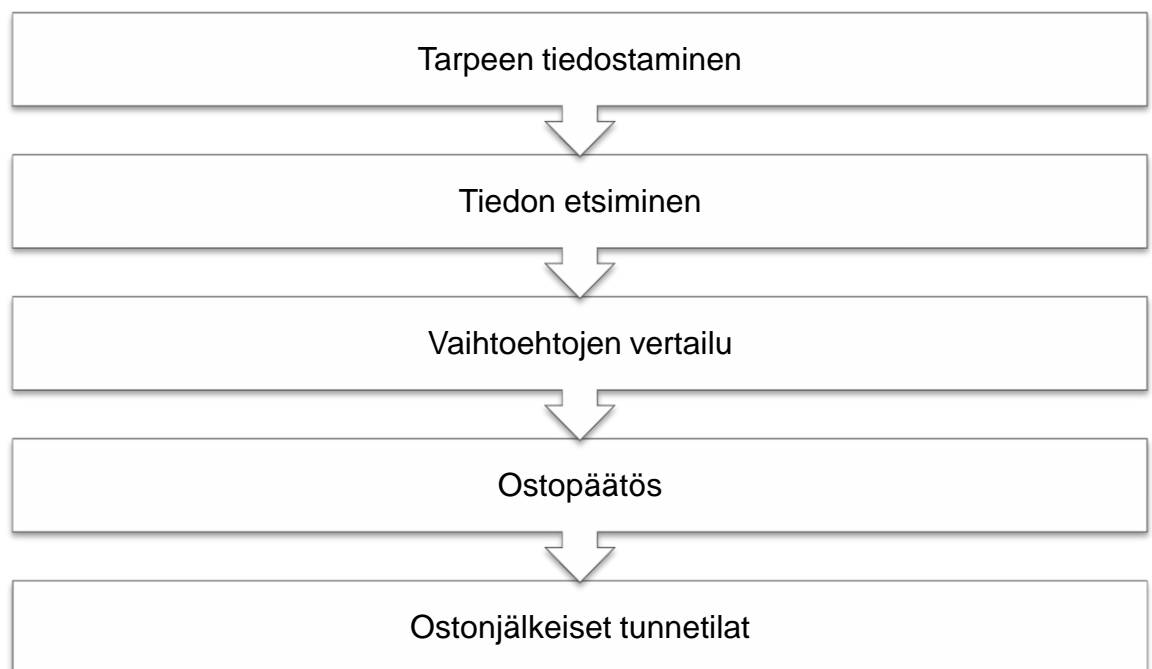 Tarpeen tiedostaminen
Tiedon etsiminen
Vaihtoehtojen vertailu
Ostopäätös
Ostonjälkeiset tunnetilat